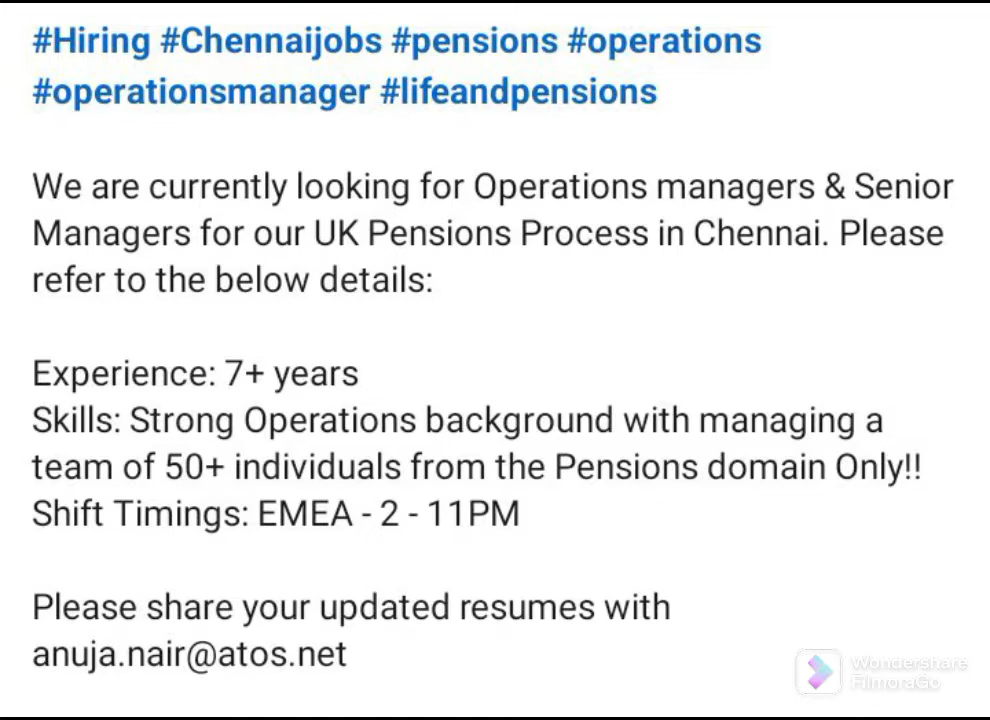 #Hiring #Chennaijobs #pensions #operations
#operationsmanager #lifeandpensions
We are currently looking for Operations managers & Senior
Managers for our UK Pensions Process in Chennai. Please
refer to the below details:
Experience: 7+ years
Skills: Strong Operations background with managing a
team of 50+ individuals from the Pensions domain Only!!
Shift Timings: EMEA - 2 - 11PM
Please share your updated resumes with
anuja.nair@atos.net
Wondershare
FilmoraGo